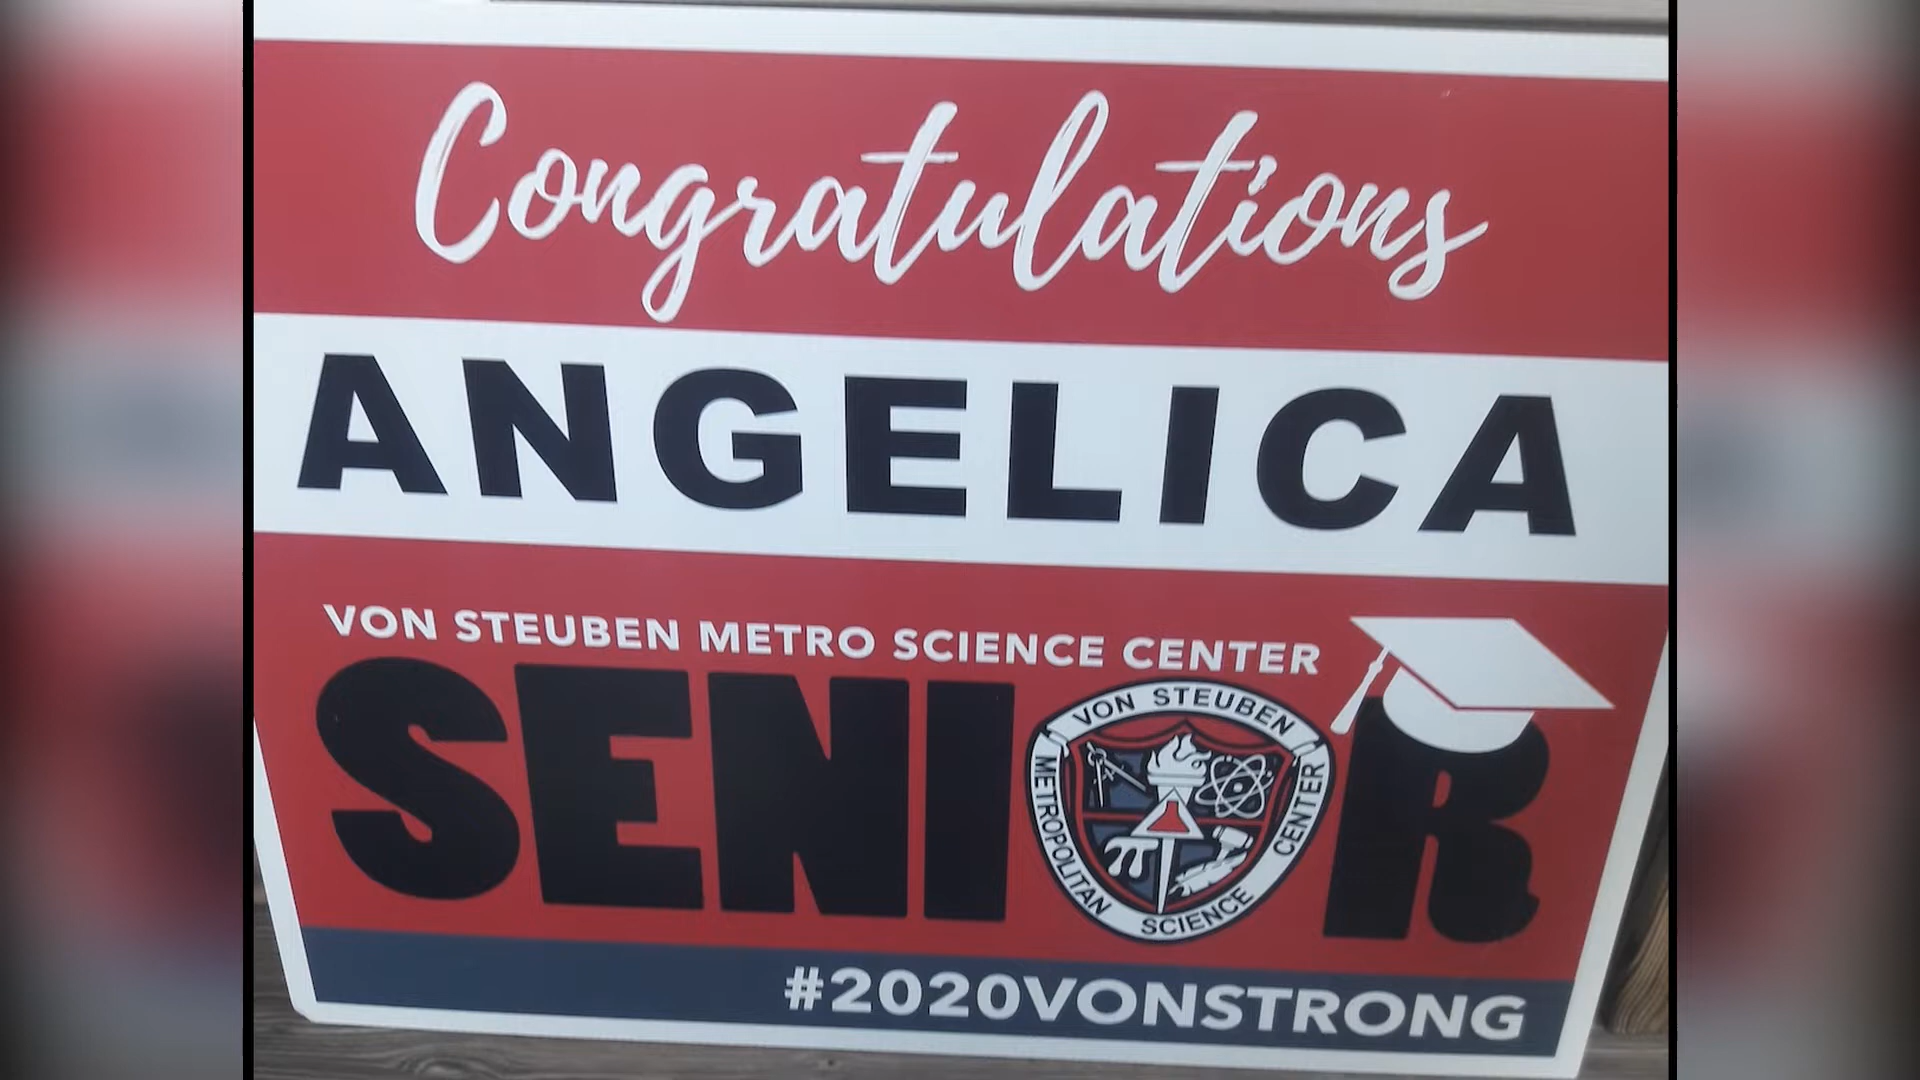 Congratulations
ANGELICA
VON STEUBEN METRO SCIENCE CENTER
SENIOR
VON STEUBEN
METROPOLITAN SCIENCE CENTER
π
#2020VONSTRONG